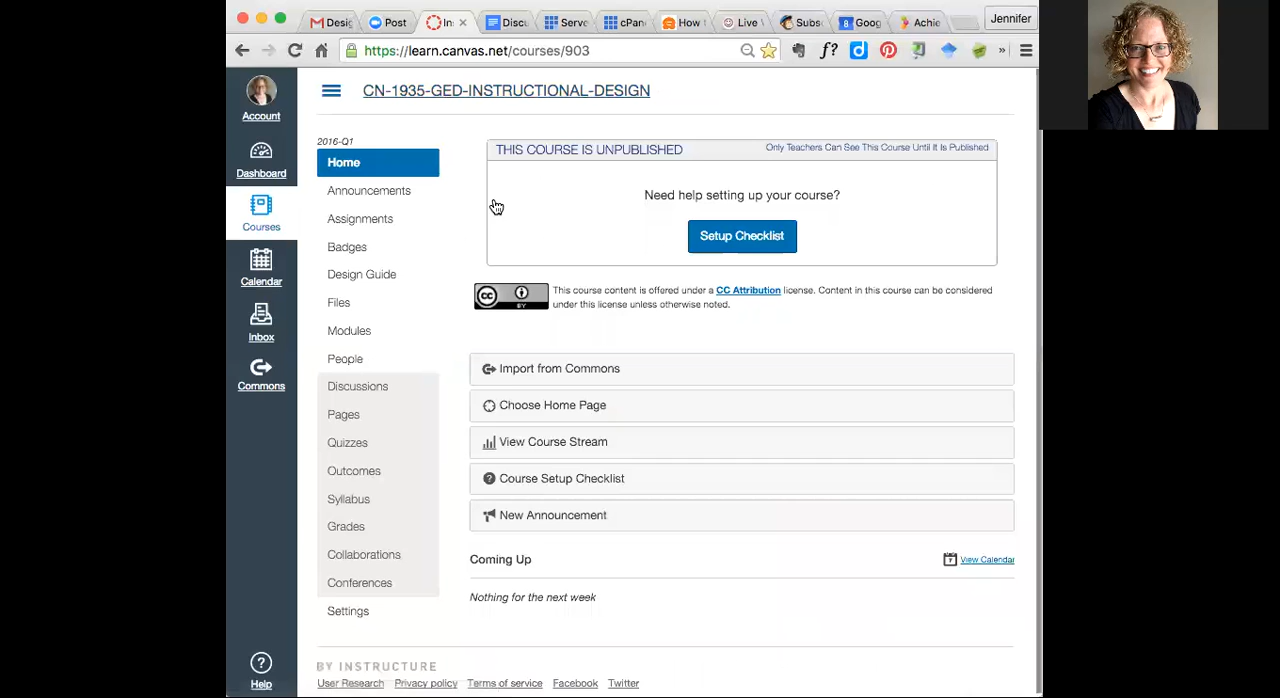 Desig
Post
In
Discu
Serve
cPan
How t
Live V
Subs
Goog
Achie
Jennifer
https://learn.canvas.net/courses/903
Account
Dashboard
Courses
Calendar
Inbox
Commons
Help
CN-1935-GED-INSTRUCTIONAL-DESIGN
2016-Q1
Home
Announcements
Assignments
Badges
Design Guide
Files
Modules
People
Discussions
Pages
Quizzes
Outcomes
Syllabus
Grades
Collaborations
Conferences
Settings
THIS COURSE IS UNPUBLISHED
Only Teachers Can See This Course Until It Is Published
Need help setting up your course?
Setup Checklist
CC BY
This course content is offered under a CC Attribution license. Content in this course can be considered
under this license unless otherwise noted.
Import from Commons
Choose Home Page
View Course Stream
Course Setup Checklist
New Announcement
Coming Up
View Calendar
Nothing for the next week
BY INSTRUCTURE
User Research Privacy policy Terms of service Facebook Twitter